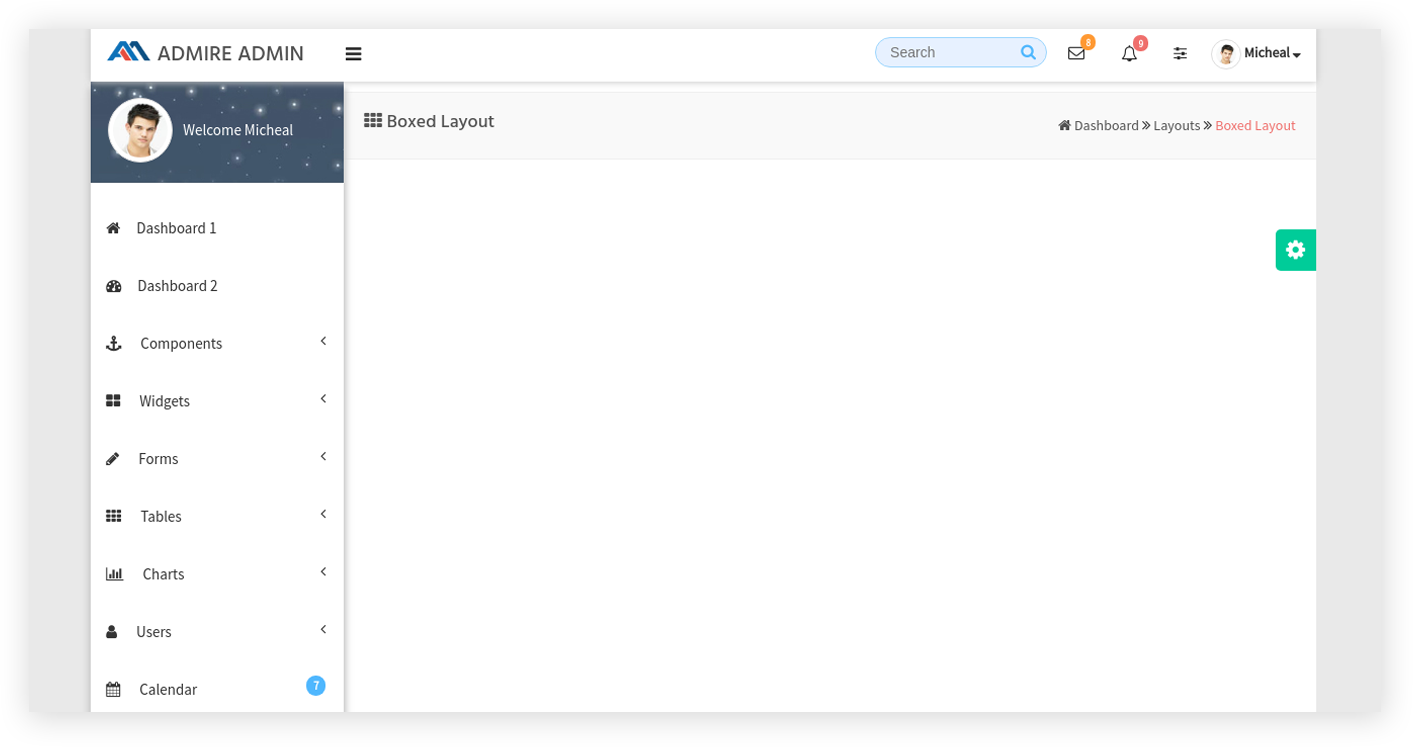 ADMIRE ADMIN
Search
8
9
Micheal
Welcome Micheal
Boxed Layout
Dashboard » Layouts » Boxed Layout
Dashboard 1
Dashboard 2
Components
Widgets
Forms
Tables
Charts
Users
Calendar 7